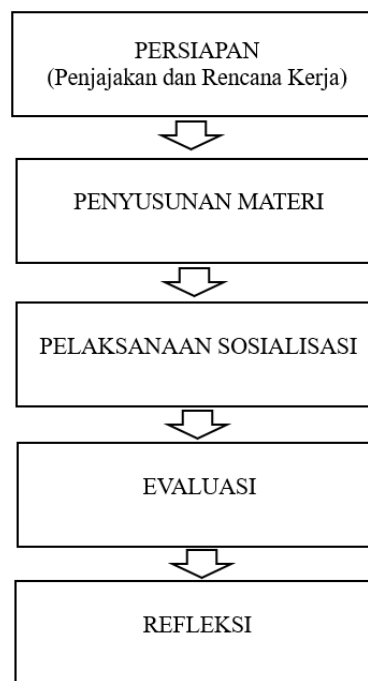 PERSIAPAN
(Penjajakan dan Rencana Kerja)
PENYUSUNAN MATERI
PELAKSANAAN SOSIALISASI
EVALUASI
REFLEKSI